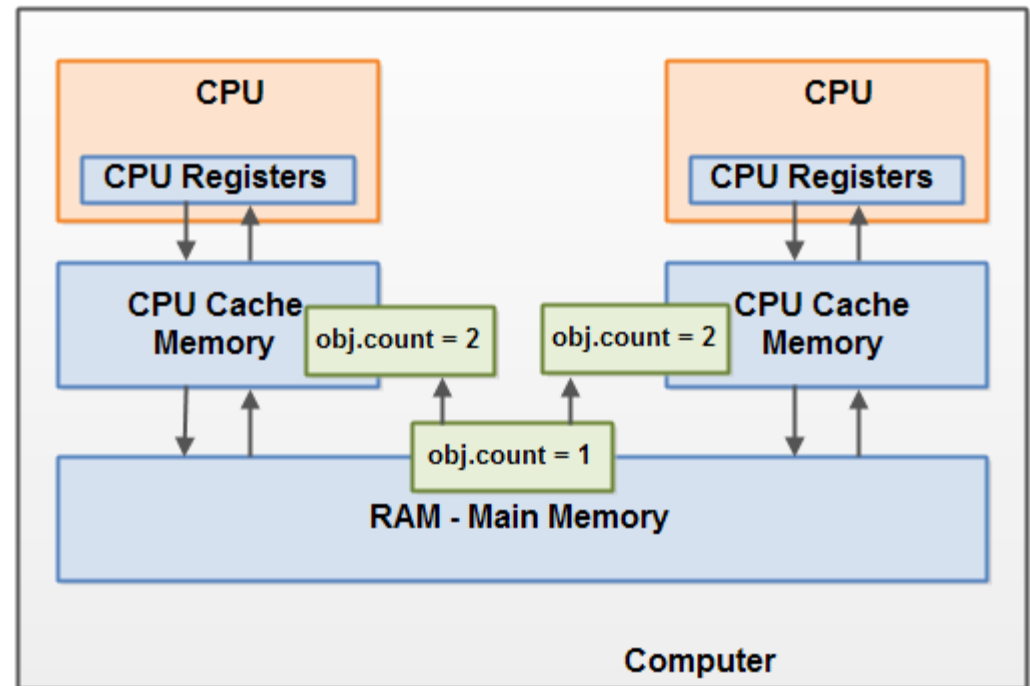 CPU
CPU
CPU Registers
CPU Registers
CPU Cache
Memory
obj.count = 2
obj.count = 2
CPU Cache
Memory
obj.count = 1
RAM - Main Memory
Computer